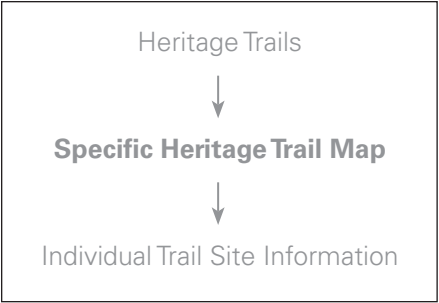 Heritage Trails
Specific Heritage Trail Map
Individual Trail Site Information